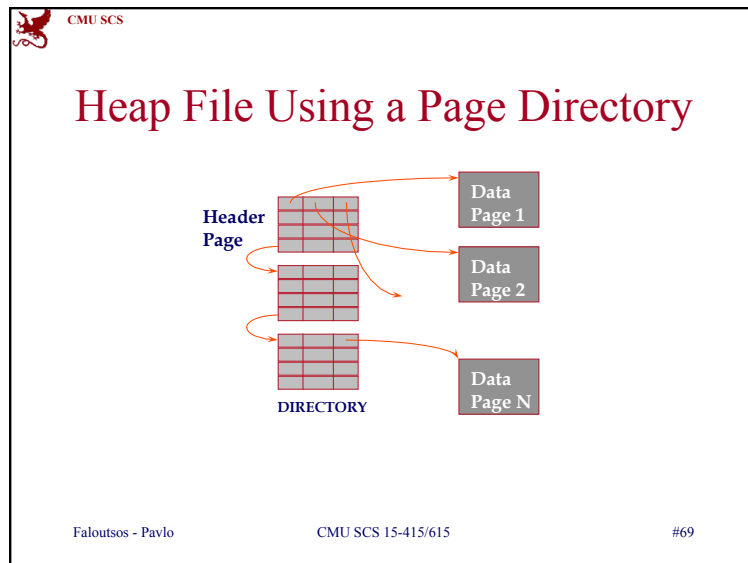 CMU SCS
Heap File Using a Page Directory
Header
Page
Data
Page 1
Data
Page 2
Data
Page N
DIRECTORY
Faloutsos - Pavlo
CMU SCS 15-415/615
#69